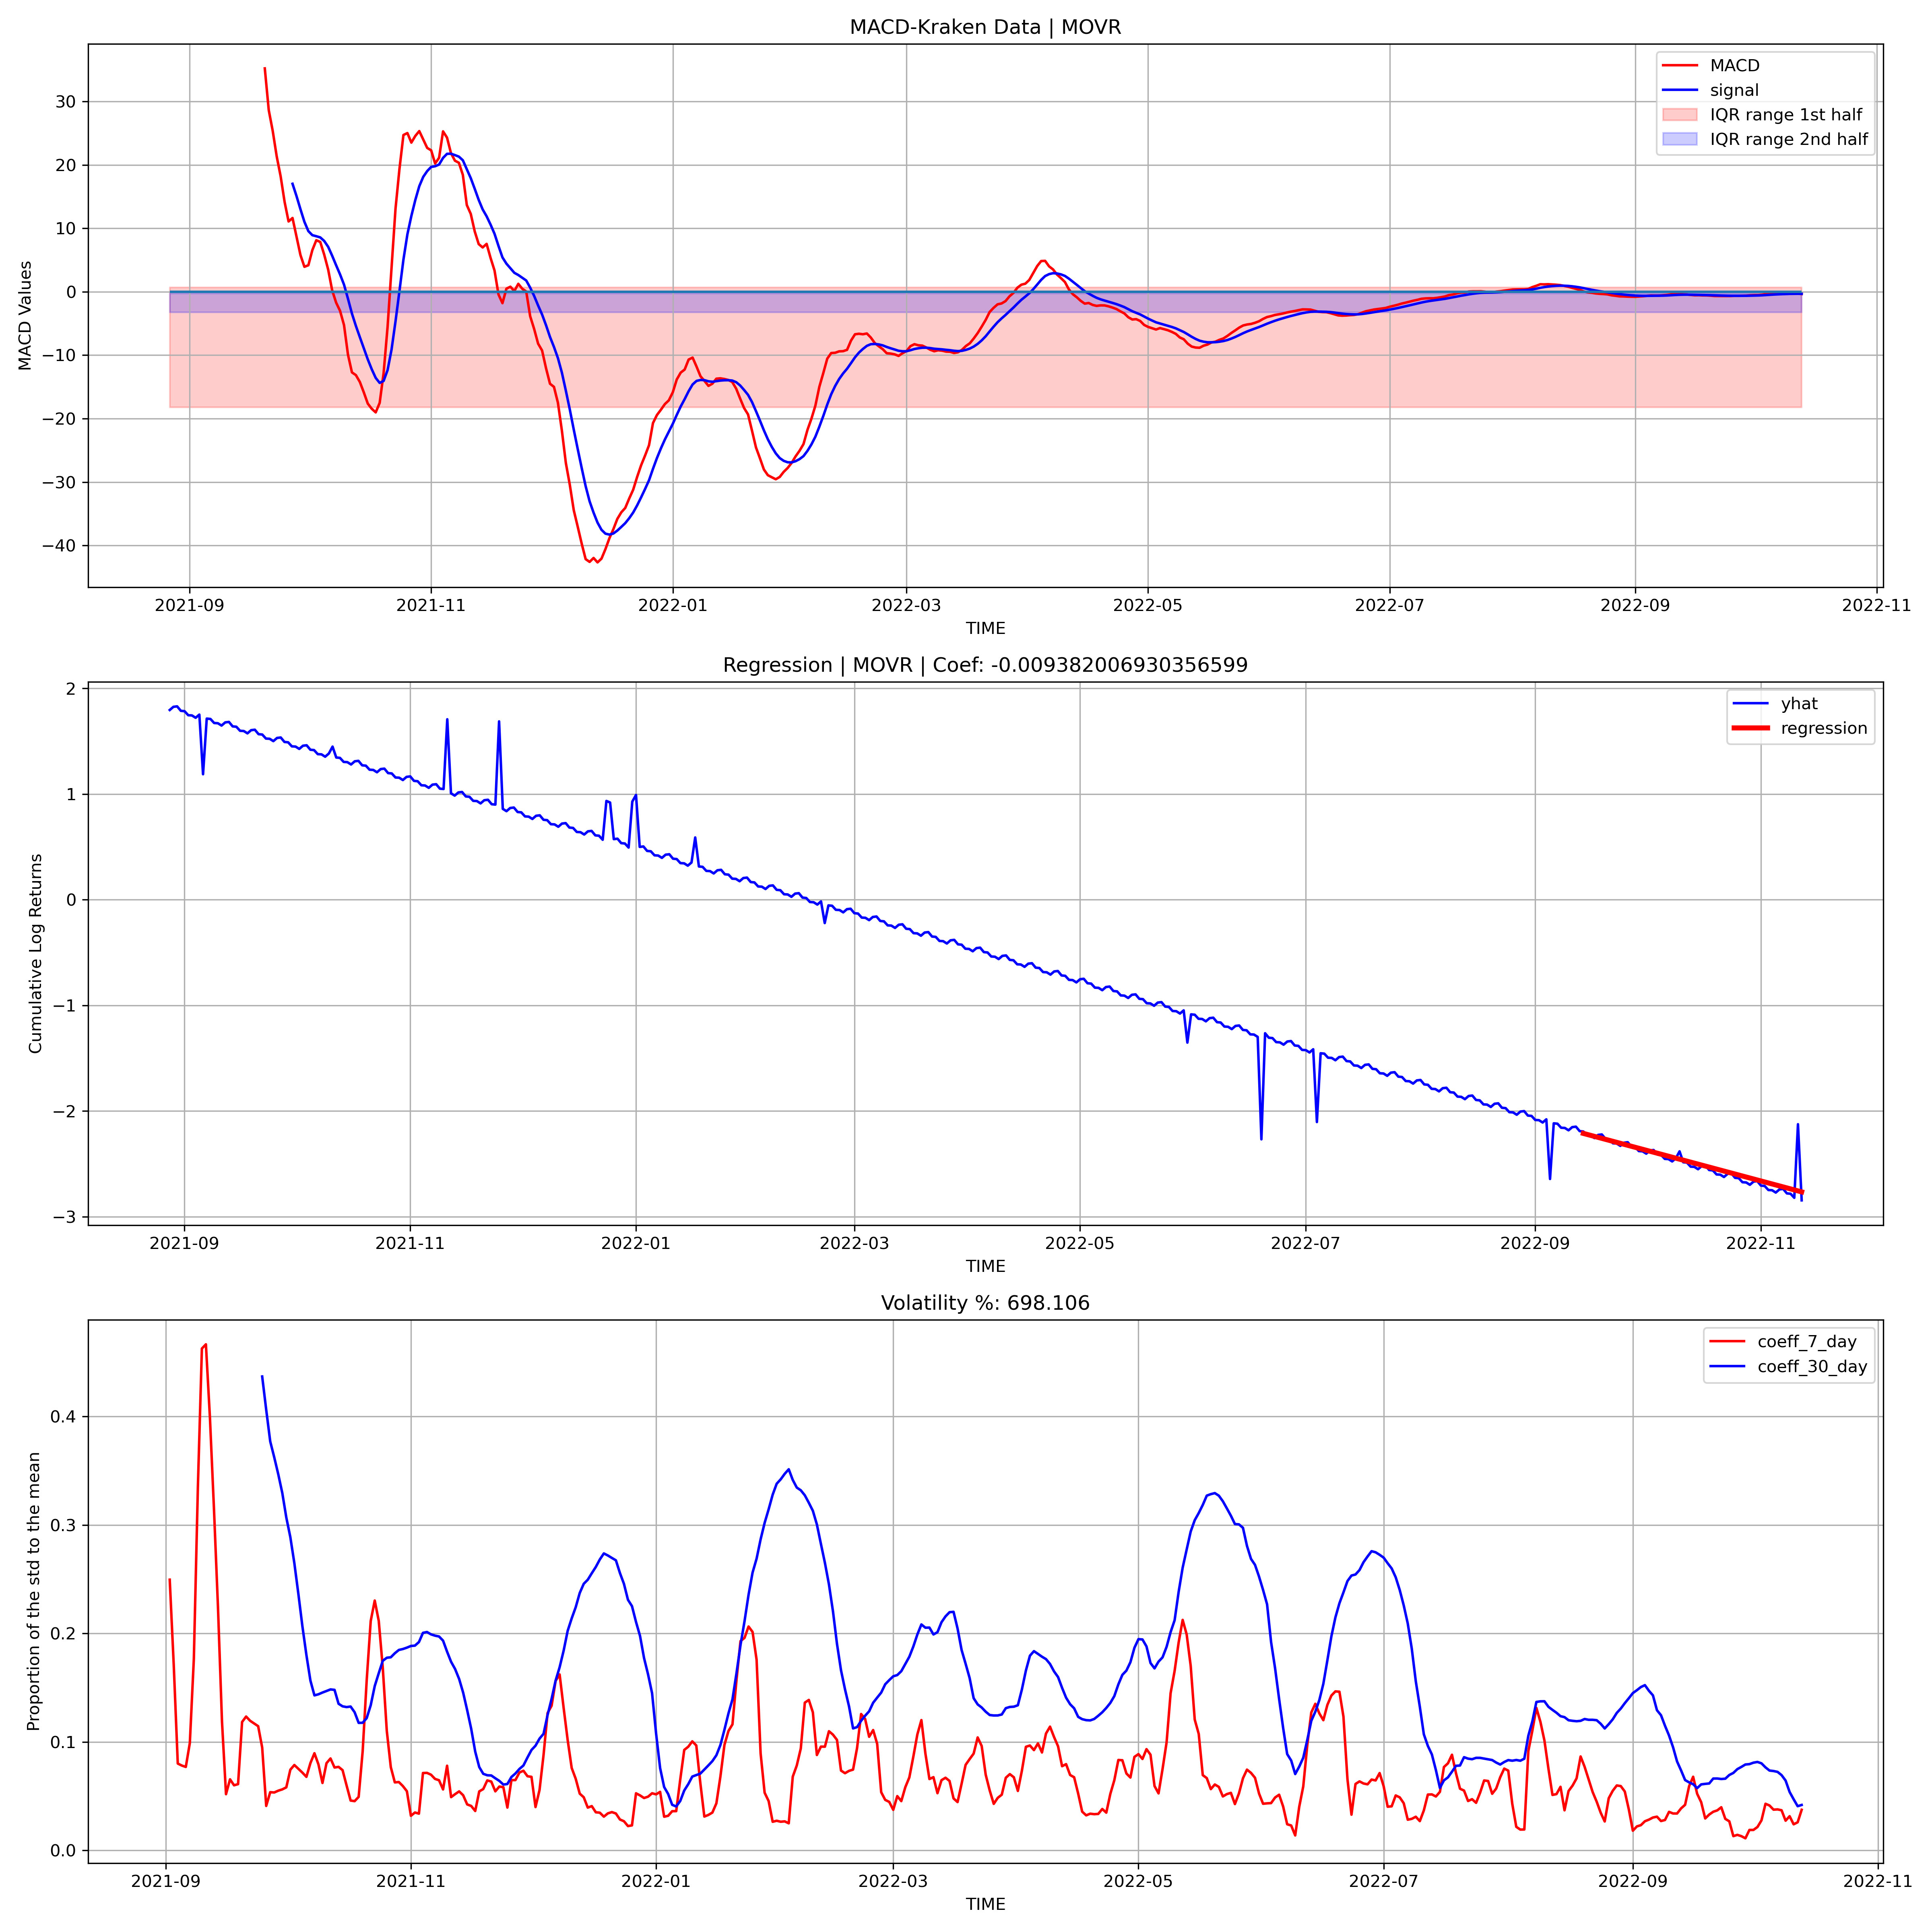 MACD-Kraken Data | MOVR
MACD
signal
IQR range 1st half
IQR range 2nd half
MACD Values
30
20
10
0
−10
−20
−30
−40
2021-09 2021-11 2022-01 2022-03 2022-05 2022-07 2022-09 2022-11
TIME
Regression | MOVR | Coef: -0.009382006930356599
yhat
regression
Cumulative Log Returns
2
1
0
−1
−2
−3
2021-09 2021-11 2022-01 2022-03 2022-05 2022-07 2022-09 2022-11
TIME
Volatility %: 698.106
coeff_7_day
coeff_30_day
Proportion of the std to the mean
0.4
0.3
0.2
0.1
0.0
2021-09 2021-11 2022-01 2022-03 2022-05 2022-07 2022-09 2022-11
TIME